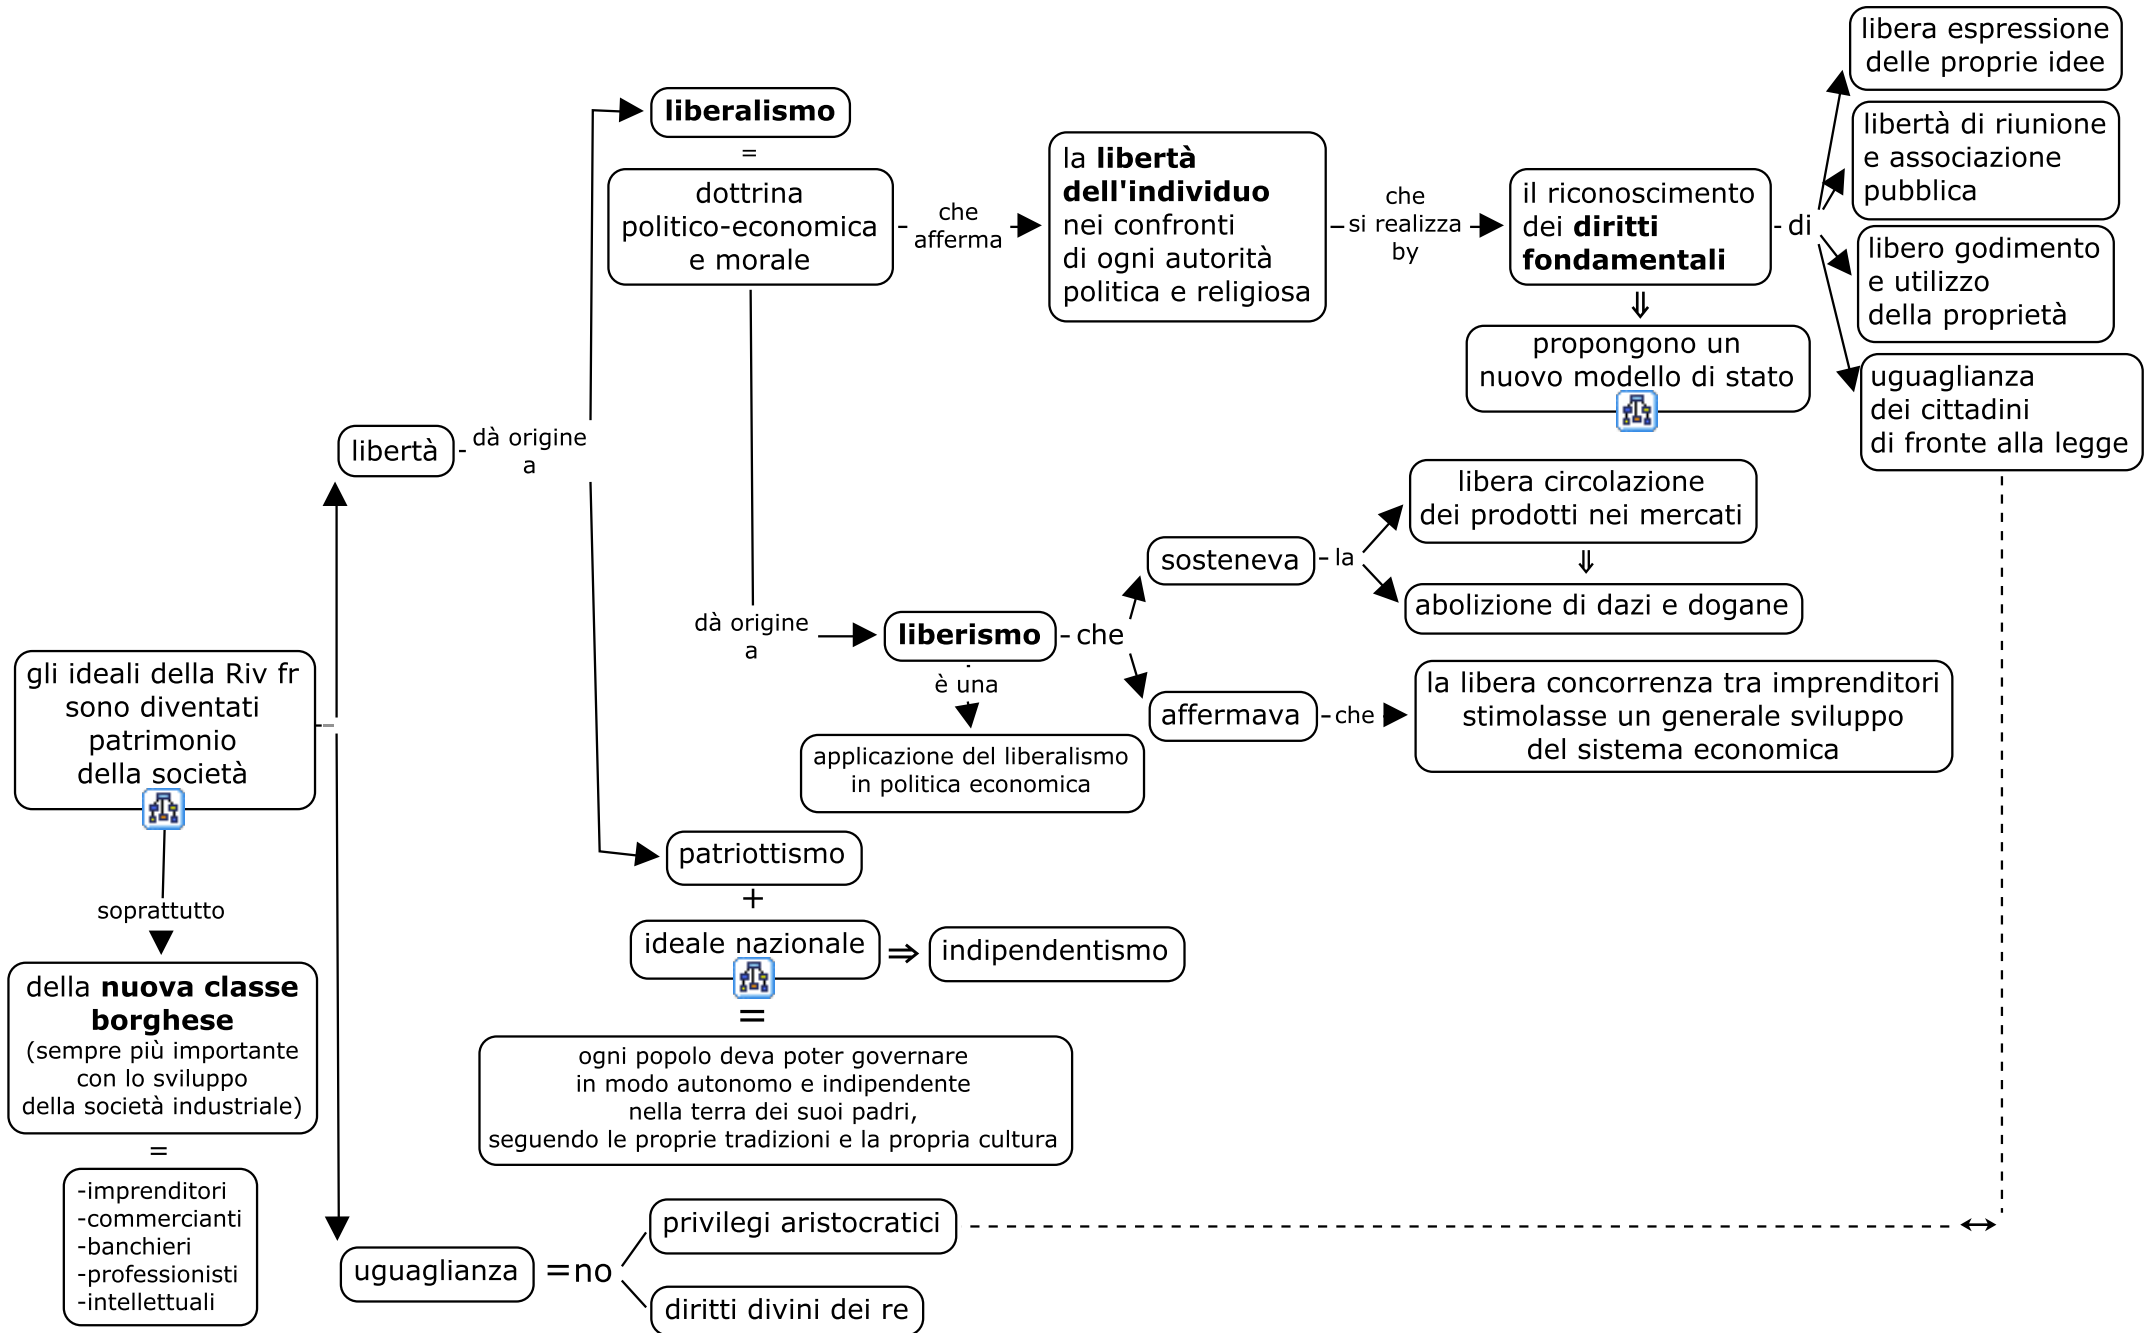 gli ideali della Riv fr
sono diventati
patrimonio
della società
soprattutto
della nuova classe
borghese
(sempre più importante
con lo sviluppo
della società industriale)
=
-imprenditori
-commercianti
-banchieri
-professionisti
-intellettuali
libertà
dà origine
a
liberalismo
=
dottrina
politico-economica
e morale
che
afferma
la libertà
dell'individuo
nei confronti
di ogni autorità
politica e religiosa
che
si realizza
by
il riconoscimento
dei diritti
fondamentali
⇓
propongono un
nuovo modello di stato
di
libera espressione
delle proprie idee
libertà di riunione
e associazione
pubblica
libero godimento
e utilizzo
della proprietà
uguaglianza
dei cittadini
di fronte alla legge
dà origine
a
liberismo
è una
applicazione del liberalismo
in politica economica
che
sosteneva
la
libera circolazione
dei prodotti nei mercati
⇓
abolizione di dazi e dogane
affermava
che
la libera concorrenza tra imprenditori
stimolasse un generale sviluppo
del sistema economica
patriottismo
+
ideale nazionale
⇒
indipendentismo
=
ogni popolo deva poter governare
in modo autonomo e indipendente
nella terra dei suoi padri,
seguendo le proprie tradizioni e la propria cultura
uguaglianza
=no
privilegi aristocratici
diritti divini dei re